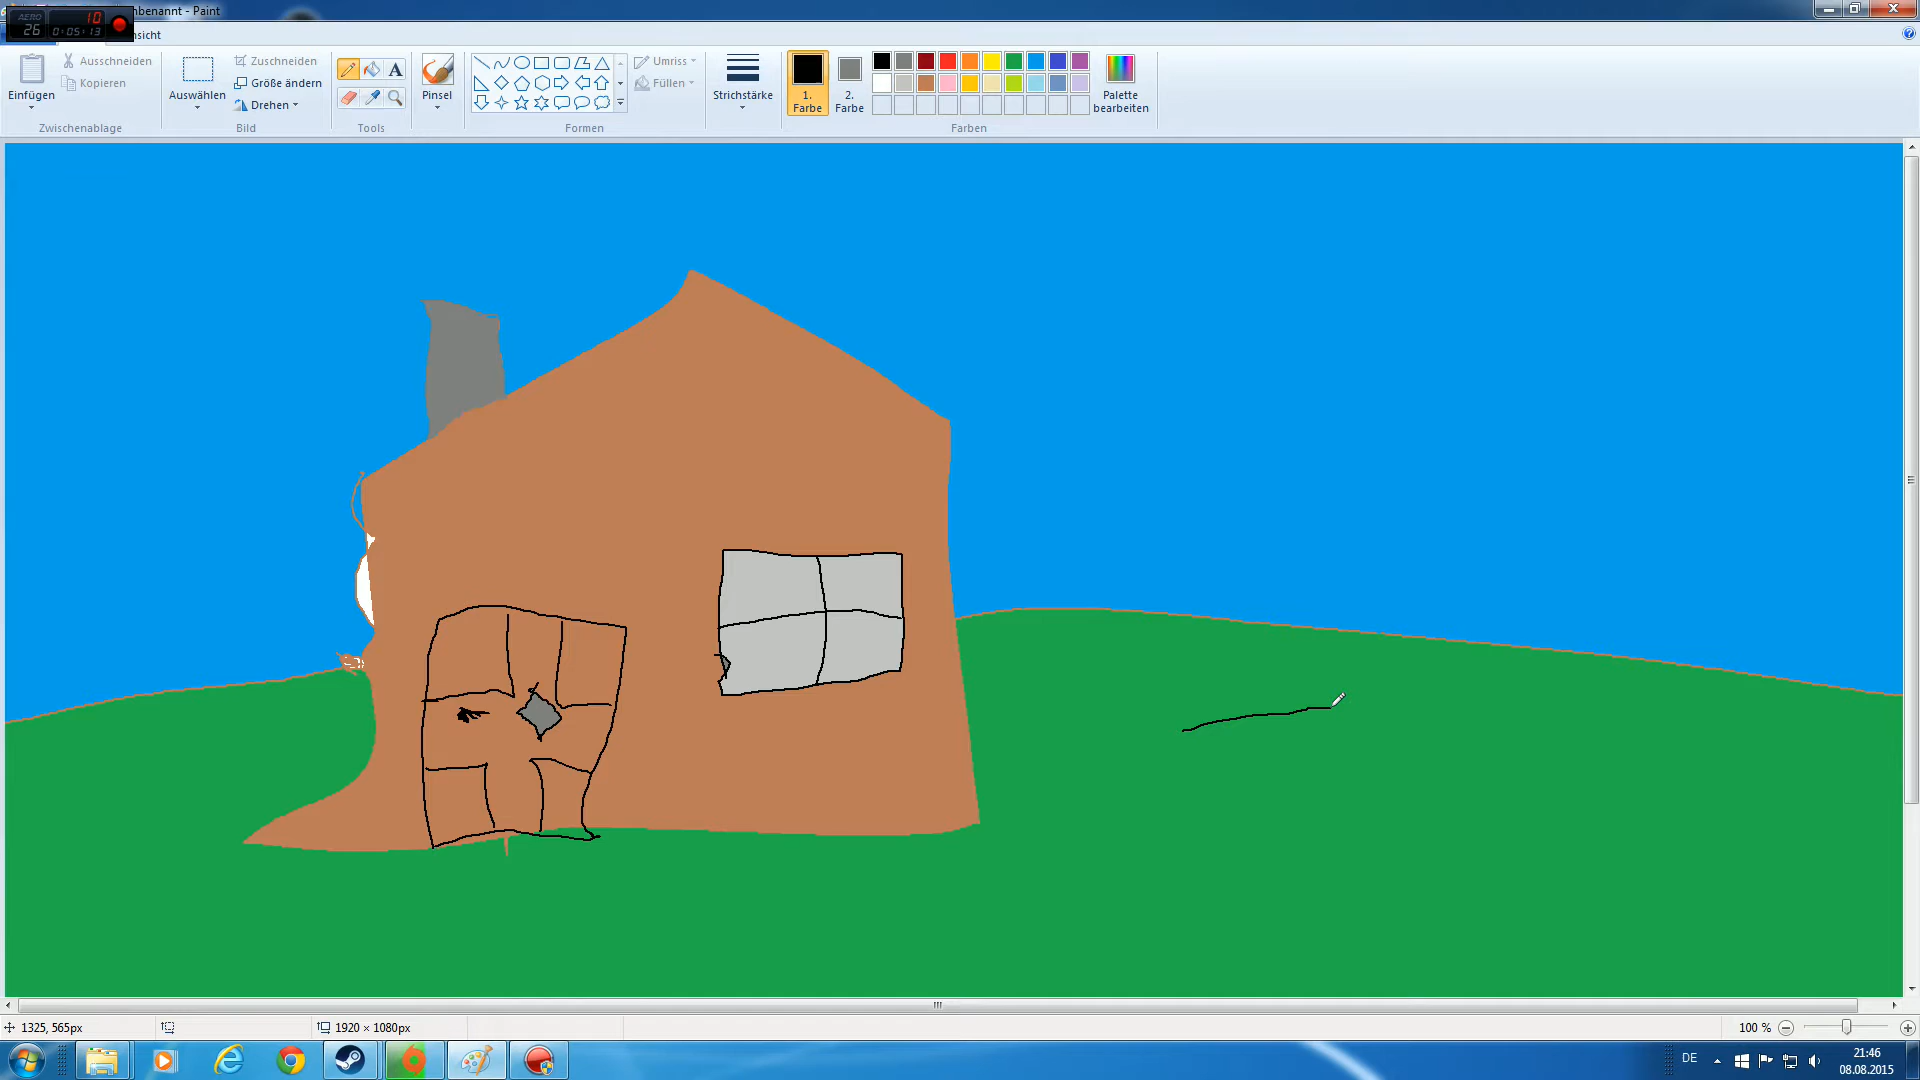 nbenannt - Paint
AERO
26
10
0:05:13
nsicht
Einfügen
Ausschneiden
Kopieren
Zwischenablage
Auswählen
Zuschneiden
Größe ändern
Drehen
Bild
A
Tools
Pinsel
Umriss
Füllen
Formen
Strichstärke
1.
Farbe
2.
Farbe
Palette
bearbeiten
Farben
1325, 565px
1920 × 1080px
100 %
DE
21:46
08.08.2015